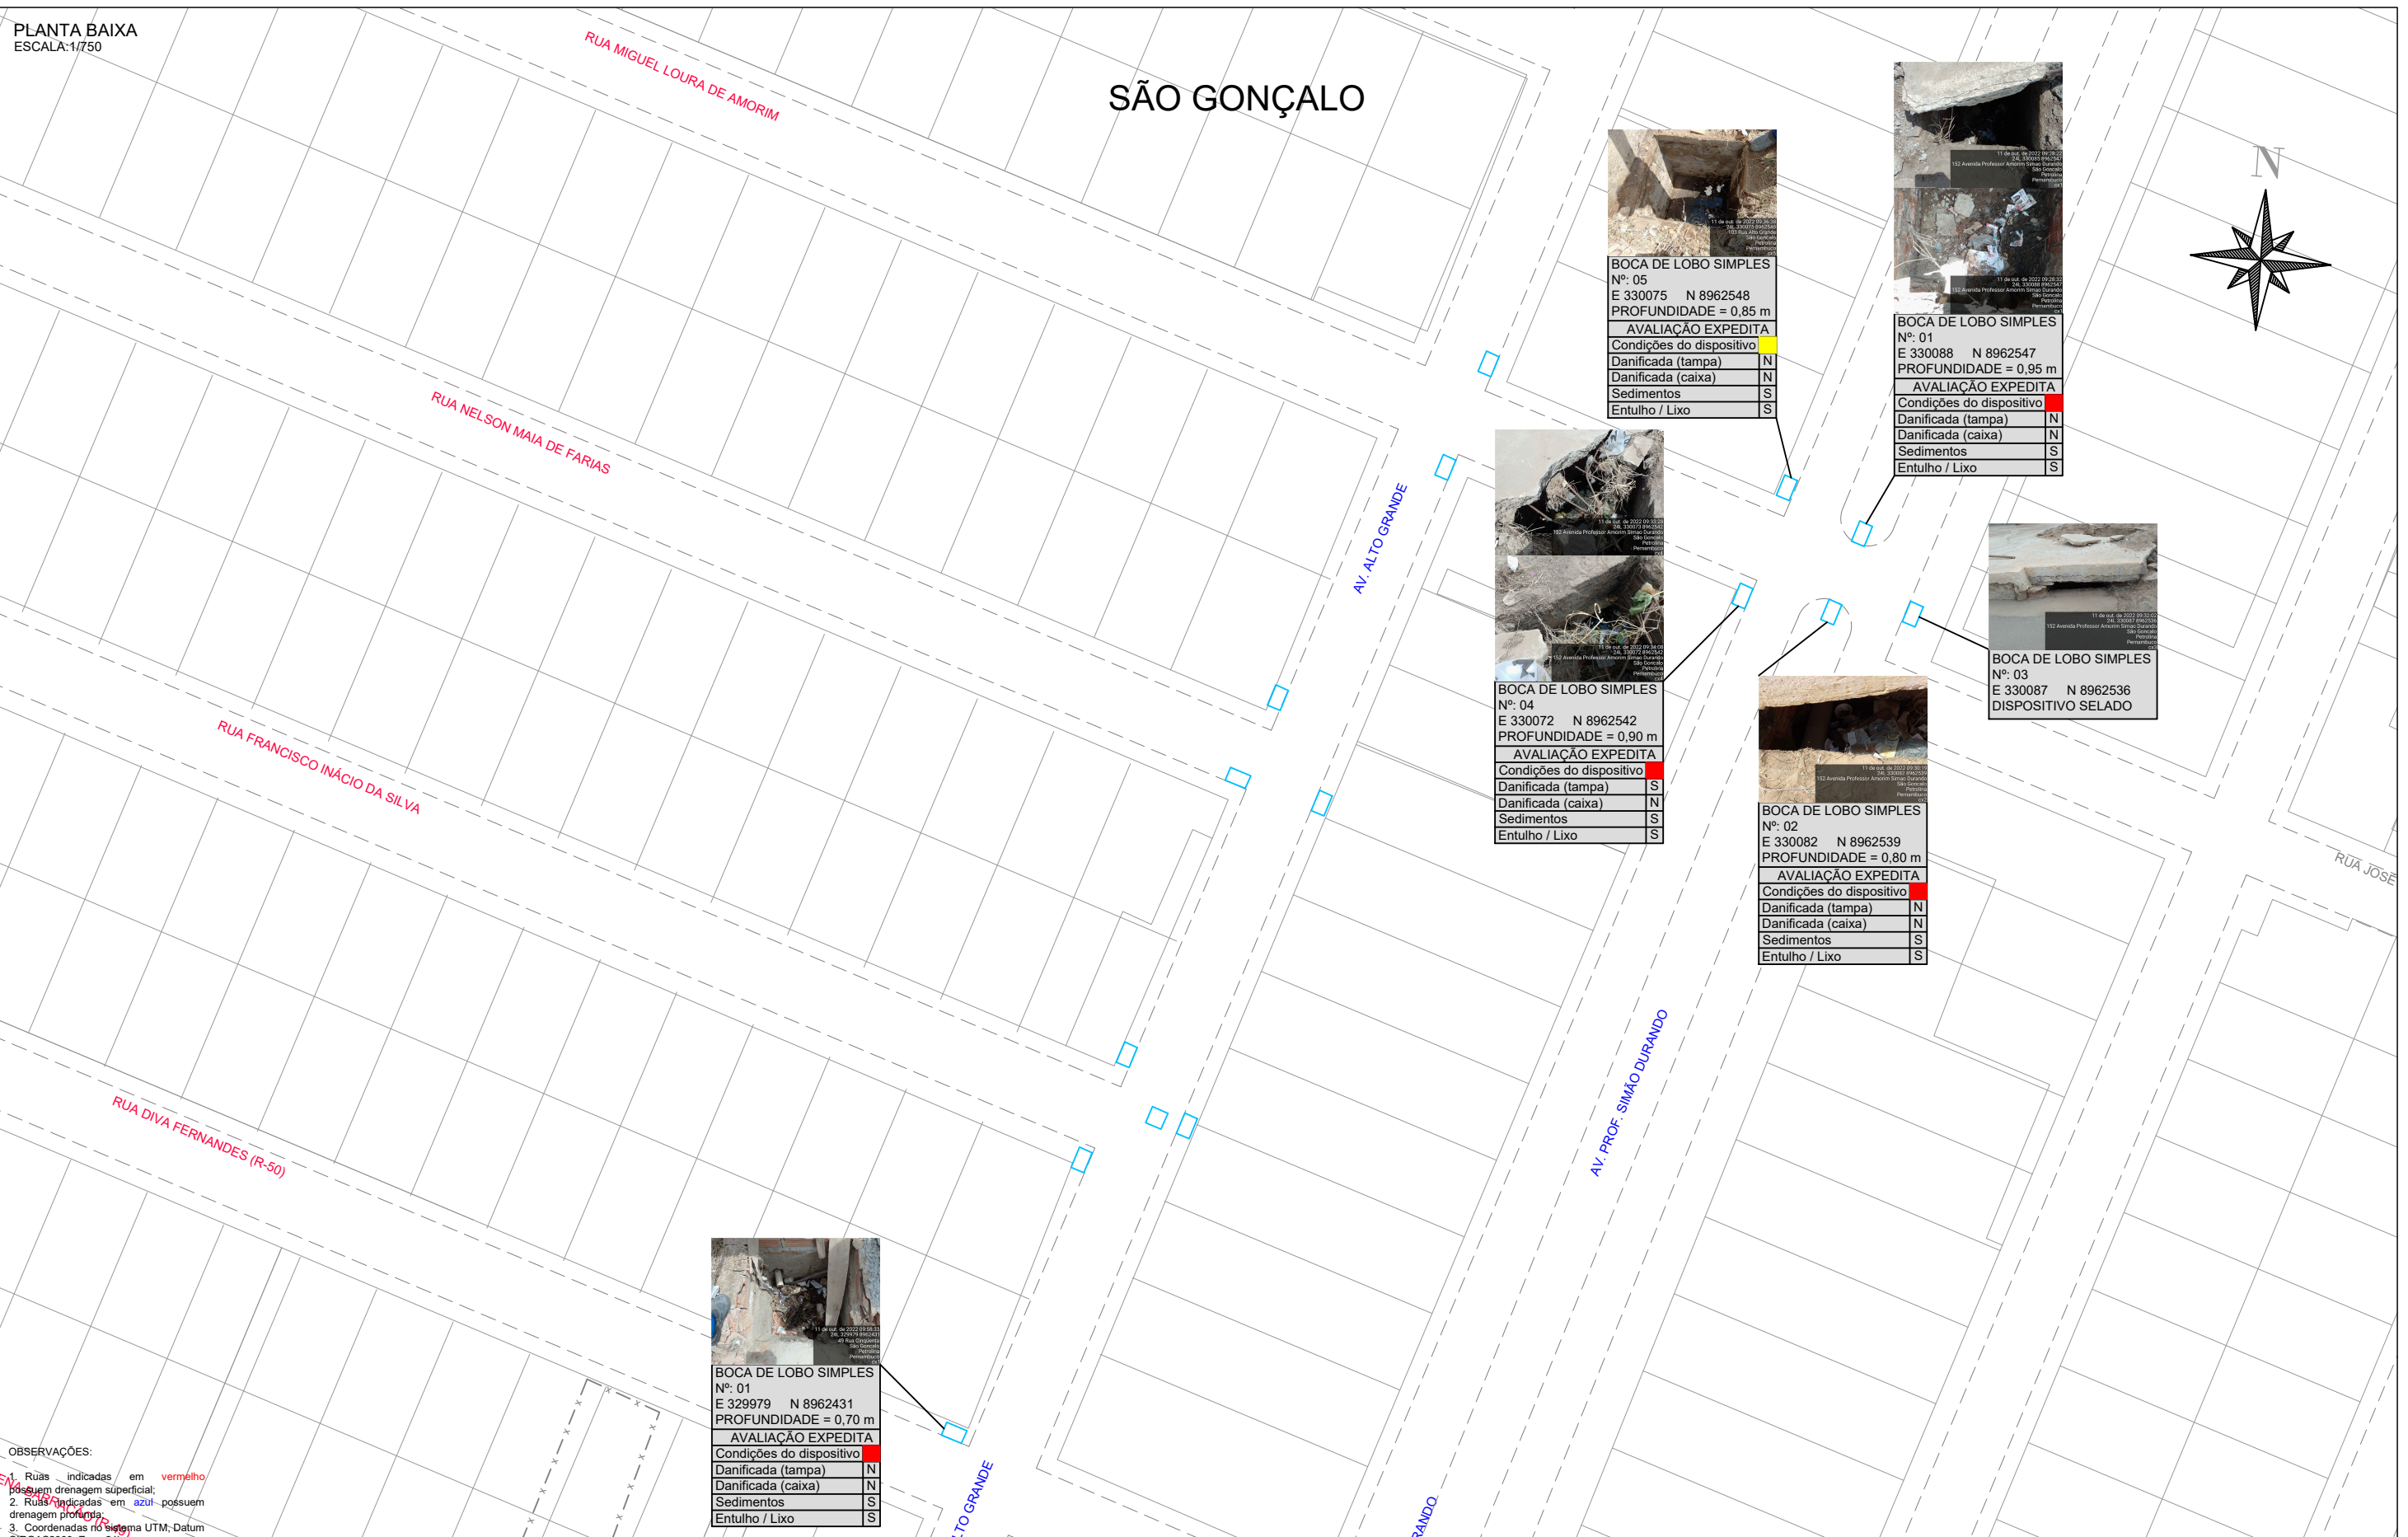 PLANTA BAIXA
ESCALA:1/750
SÃO GONÇALO
RUA MIGUEL LOURA DE AMORIM
RUA NELSON MAIA DE FARIAS
RUA FRANCISCO INÁCIO DA SILVA
RUA DIVA FERNANDES (R-50)
AV. ALTO GRANDE
AV. PROF. SIMÃO DURANDO
RUA JOSÉ
N
BOCA DE LOBO SIMPLES
Nº: 05
E 330075 N 8962548
PROFUNDIDADE = 0,85 m
AVALIAÇÃO EXPEDITA
Condições do dispositivo
Danificada (tampa) N
Danificada (caixa) N
Sedimentos S
Entulho / Lixo S
BOCA DE LOBO SIMPLES
Nº: 01
E 330088 N 8962547
PROFUNDIDADE = 0,95 m
AVALIAÇÃO EXPEDITA
Condições do dispositivo
Danificada (tampa) N
Danificada (caixa) N
Sedimentos S
Entulho / Lixo S
BOCA DE LOBO SIMPLES
Nº: 04
E 330072 N 8962542
PROFUNDIDADE = 0,90 m
AVALIAÇÃO EXPEDITA
Condições do dispositivo
Danificada (tampa) S
Danificada (caixa) N
Sedimentos S
Entulho / Lixo S
BOCA DE LOBO SIMPLES
Nº: 03
E 330087 N 8962536
DISPOSITIVO SELADO
BOCA DE LOBO SIMPLES
Nº: 02
E 330082 N 8962539
PROFUNDIDADE = 0,80 m
AVALIAÇÃO EXPEDITA
Condições do dispositivo
Danificada (tampa) N
Danificada (caixa) N
Sedimentos S
Entulho / Lixo S
BOCA DE LOBO SIMPLES
Nº: 01
E 329979 N 8962431
PROFUNDIDADE = 0,70 m
AVALIAÇÃO EXPEDITA
Condições do dispositivo
Danificada (tampa) N
Danificada (caixa) N
Sedimentos S
Entulho / Lixo S
LTO GRANDE
RANDO
OBSERVAÇÕES:
1. Ruas indicadas em vermelho
possuem drenagem superficial;
2. Ruas indicadas em azul possuem
drenagem profunda;
3. Coordenadas no sistema UTM, Datum